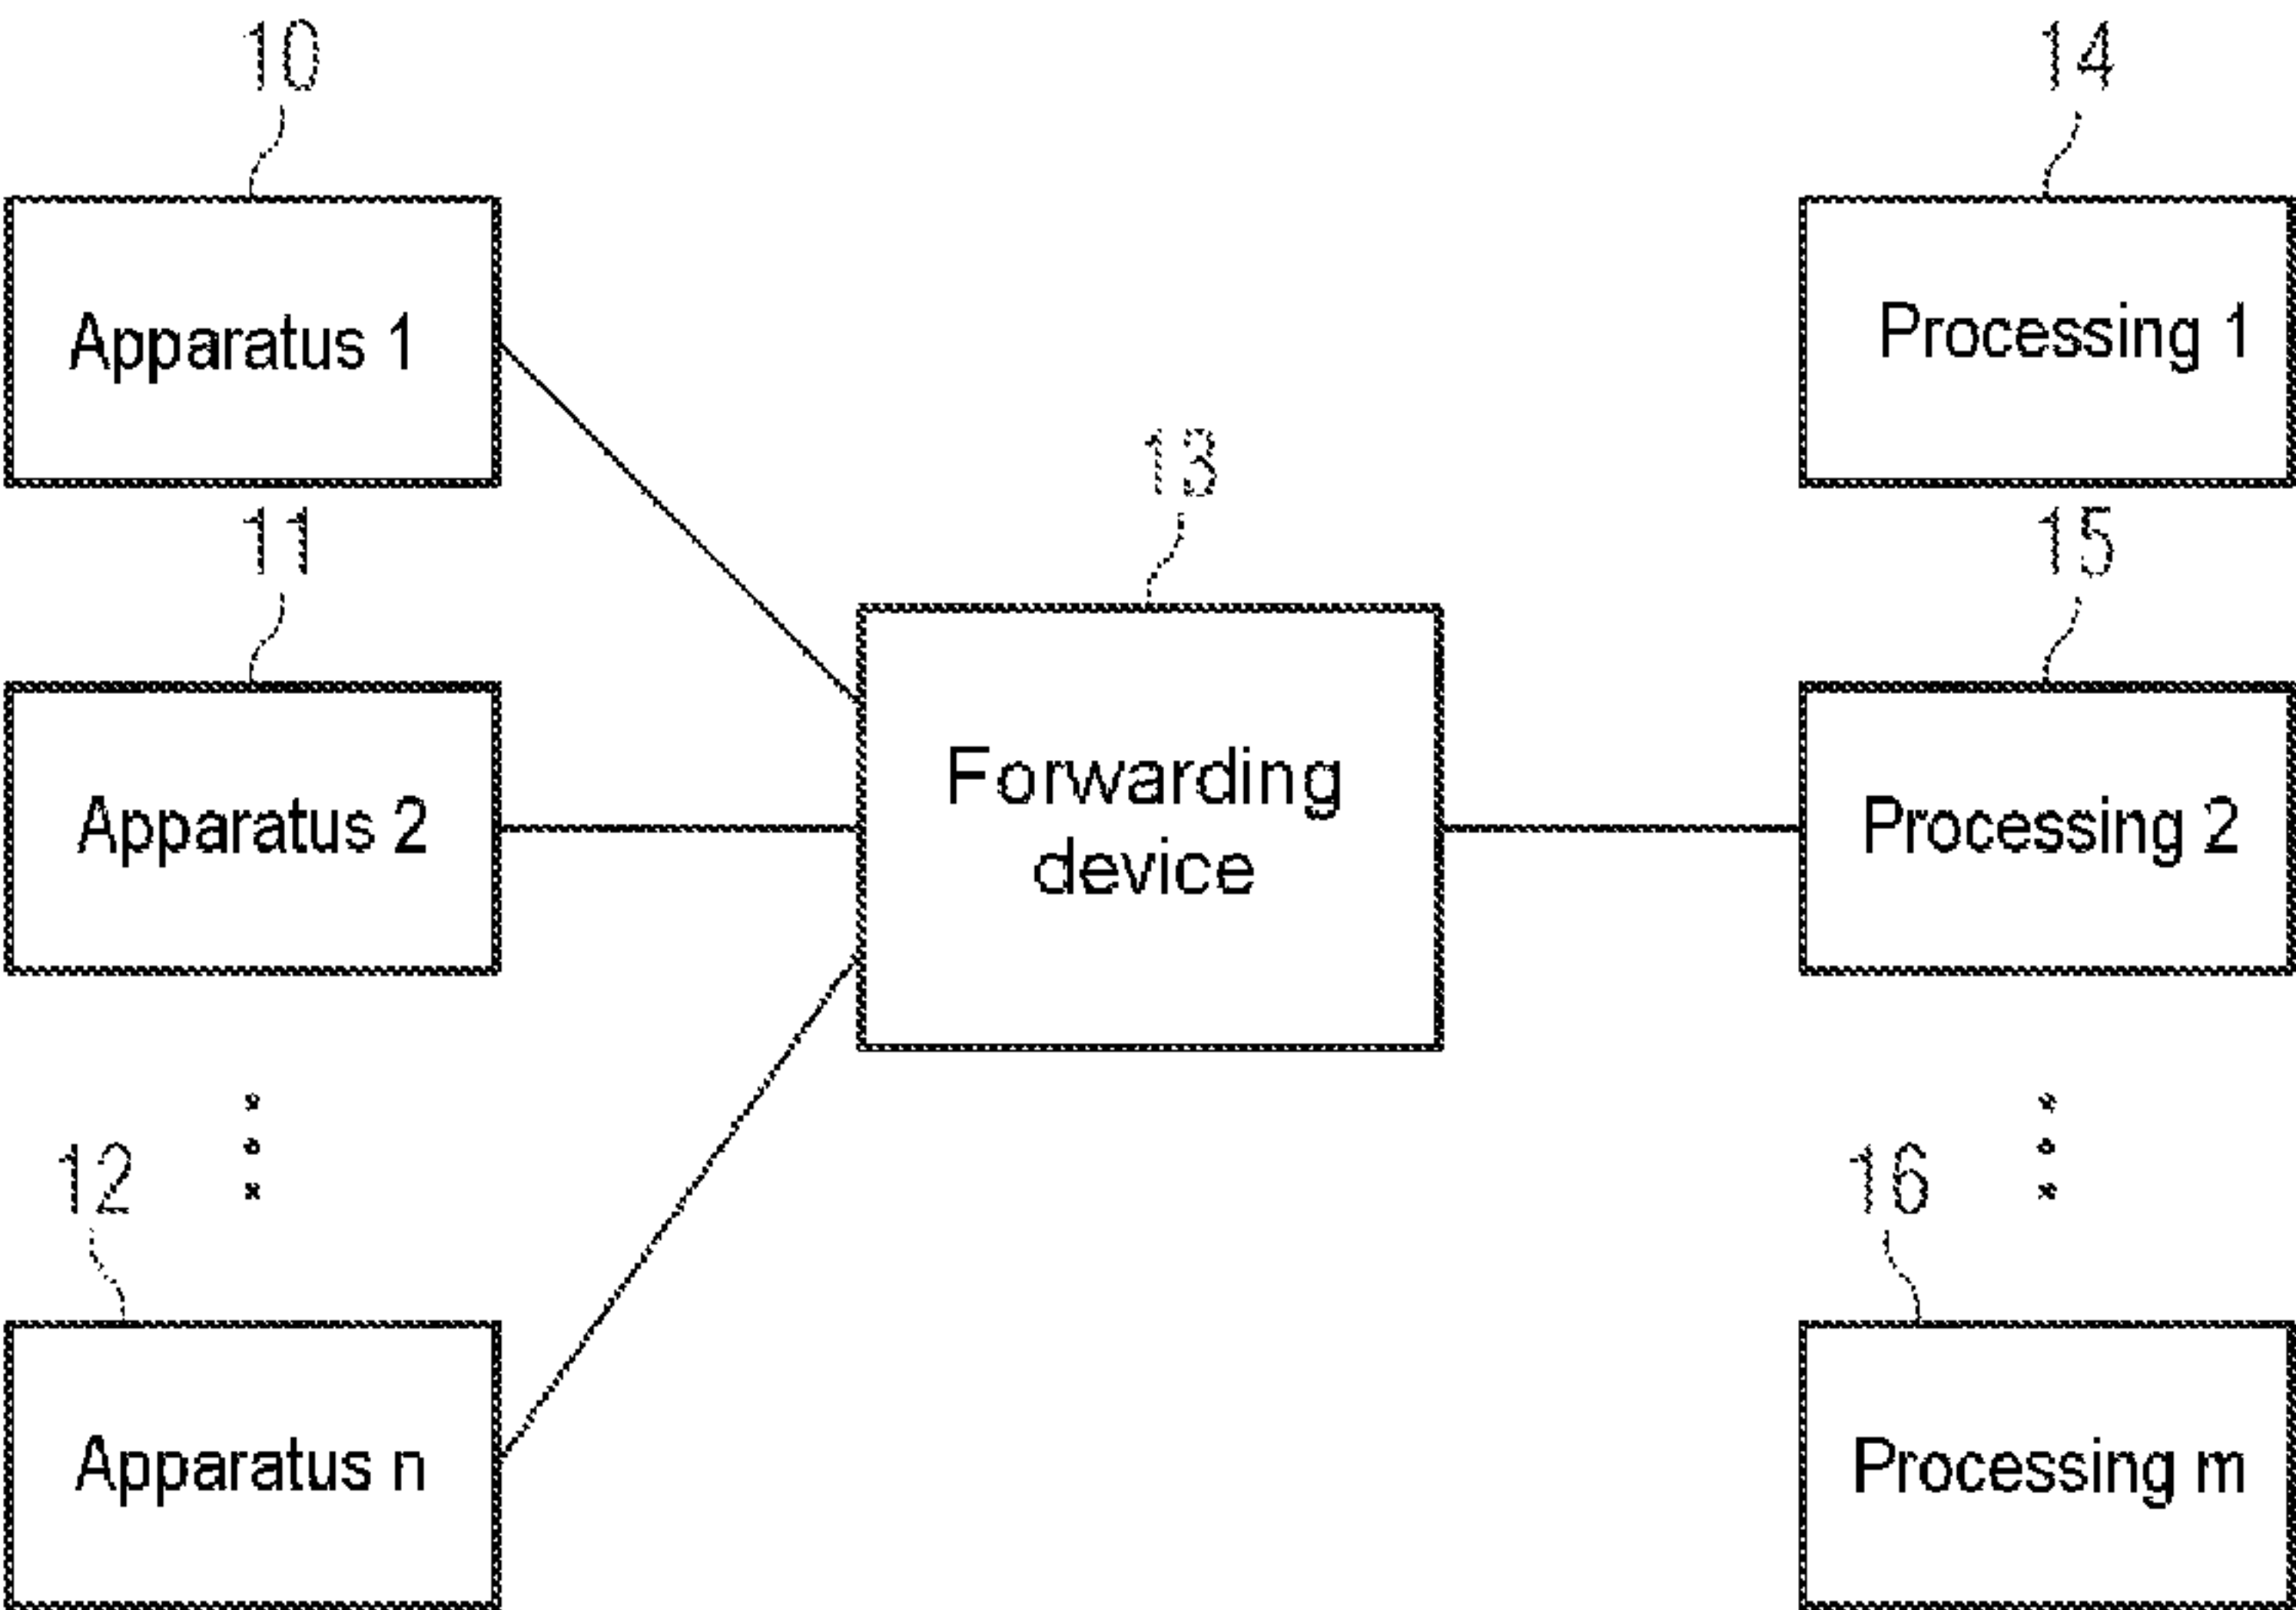 10
14
Apparatus 1
Processing 1
13
11
15
Forwarding
device
Apparatus 2
Processing 2
12
16
Apparatus n
Processing m